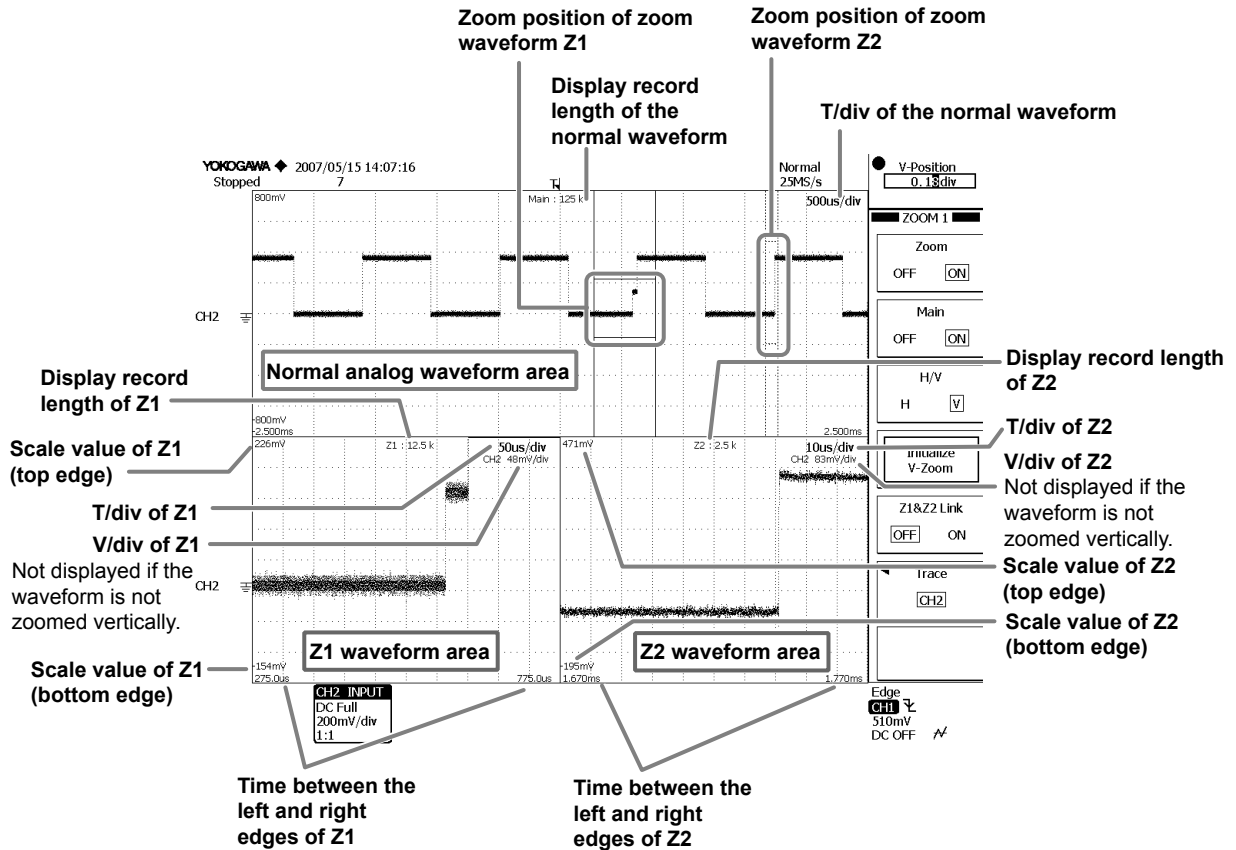 Zoom position of zoom
waveform Z1
Zoom position of zoom
waveform Z2
Display record
length of the
normal waveform
T/div of the normal waveform
YOKOGAWA ◆ 2007/05/15 14:07:16
Stopped 7
Normal
25MS/s
V-Position
0.13div
800mV
Main : 125 k
500us/div
ZOOM 1
Zoom
OFF ON
Main
OFF ON
H/V
H V
Initialize
V-Zoom
Z1&Z2 Link
OFF ON
Trace
CH2
CH2
Normal analog waveform area
-800mV
-2.500ms
2.500ms
Display record
length of Z1
Display record length
of Z2
Scale value of Z1
(top edge)
226mV
Z1 : 12.5 k
50us/div
CH2 48mV/div
471mV
Z2 : 2.5 k
10us/div
CH2 83mV/div
T/div of Z2
V/div of Z2
Not displayed if the
waveform is not
zoomed vertically.
T/div of Z1
V/div of Z1
Not displayed if the
waveform is not
zoomed vertically.
CH2
Scale value of Z2
(top edge)
Scale value of Z2
(bottom edge)
Z1 waveform area
Z2 waveform area
Scale value of Z1
(bottom edge)
-154mV
275.0us
775.0us
-195mV
1.670ms
1.770ms
CH2 INPUT
DC Full
200mV/div
1:1
Edge
CH1
510mV
DC OFF
Time between the
left and right
edges of Z1
Time between the
left and right
edges of Z2